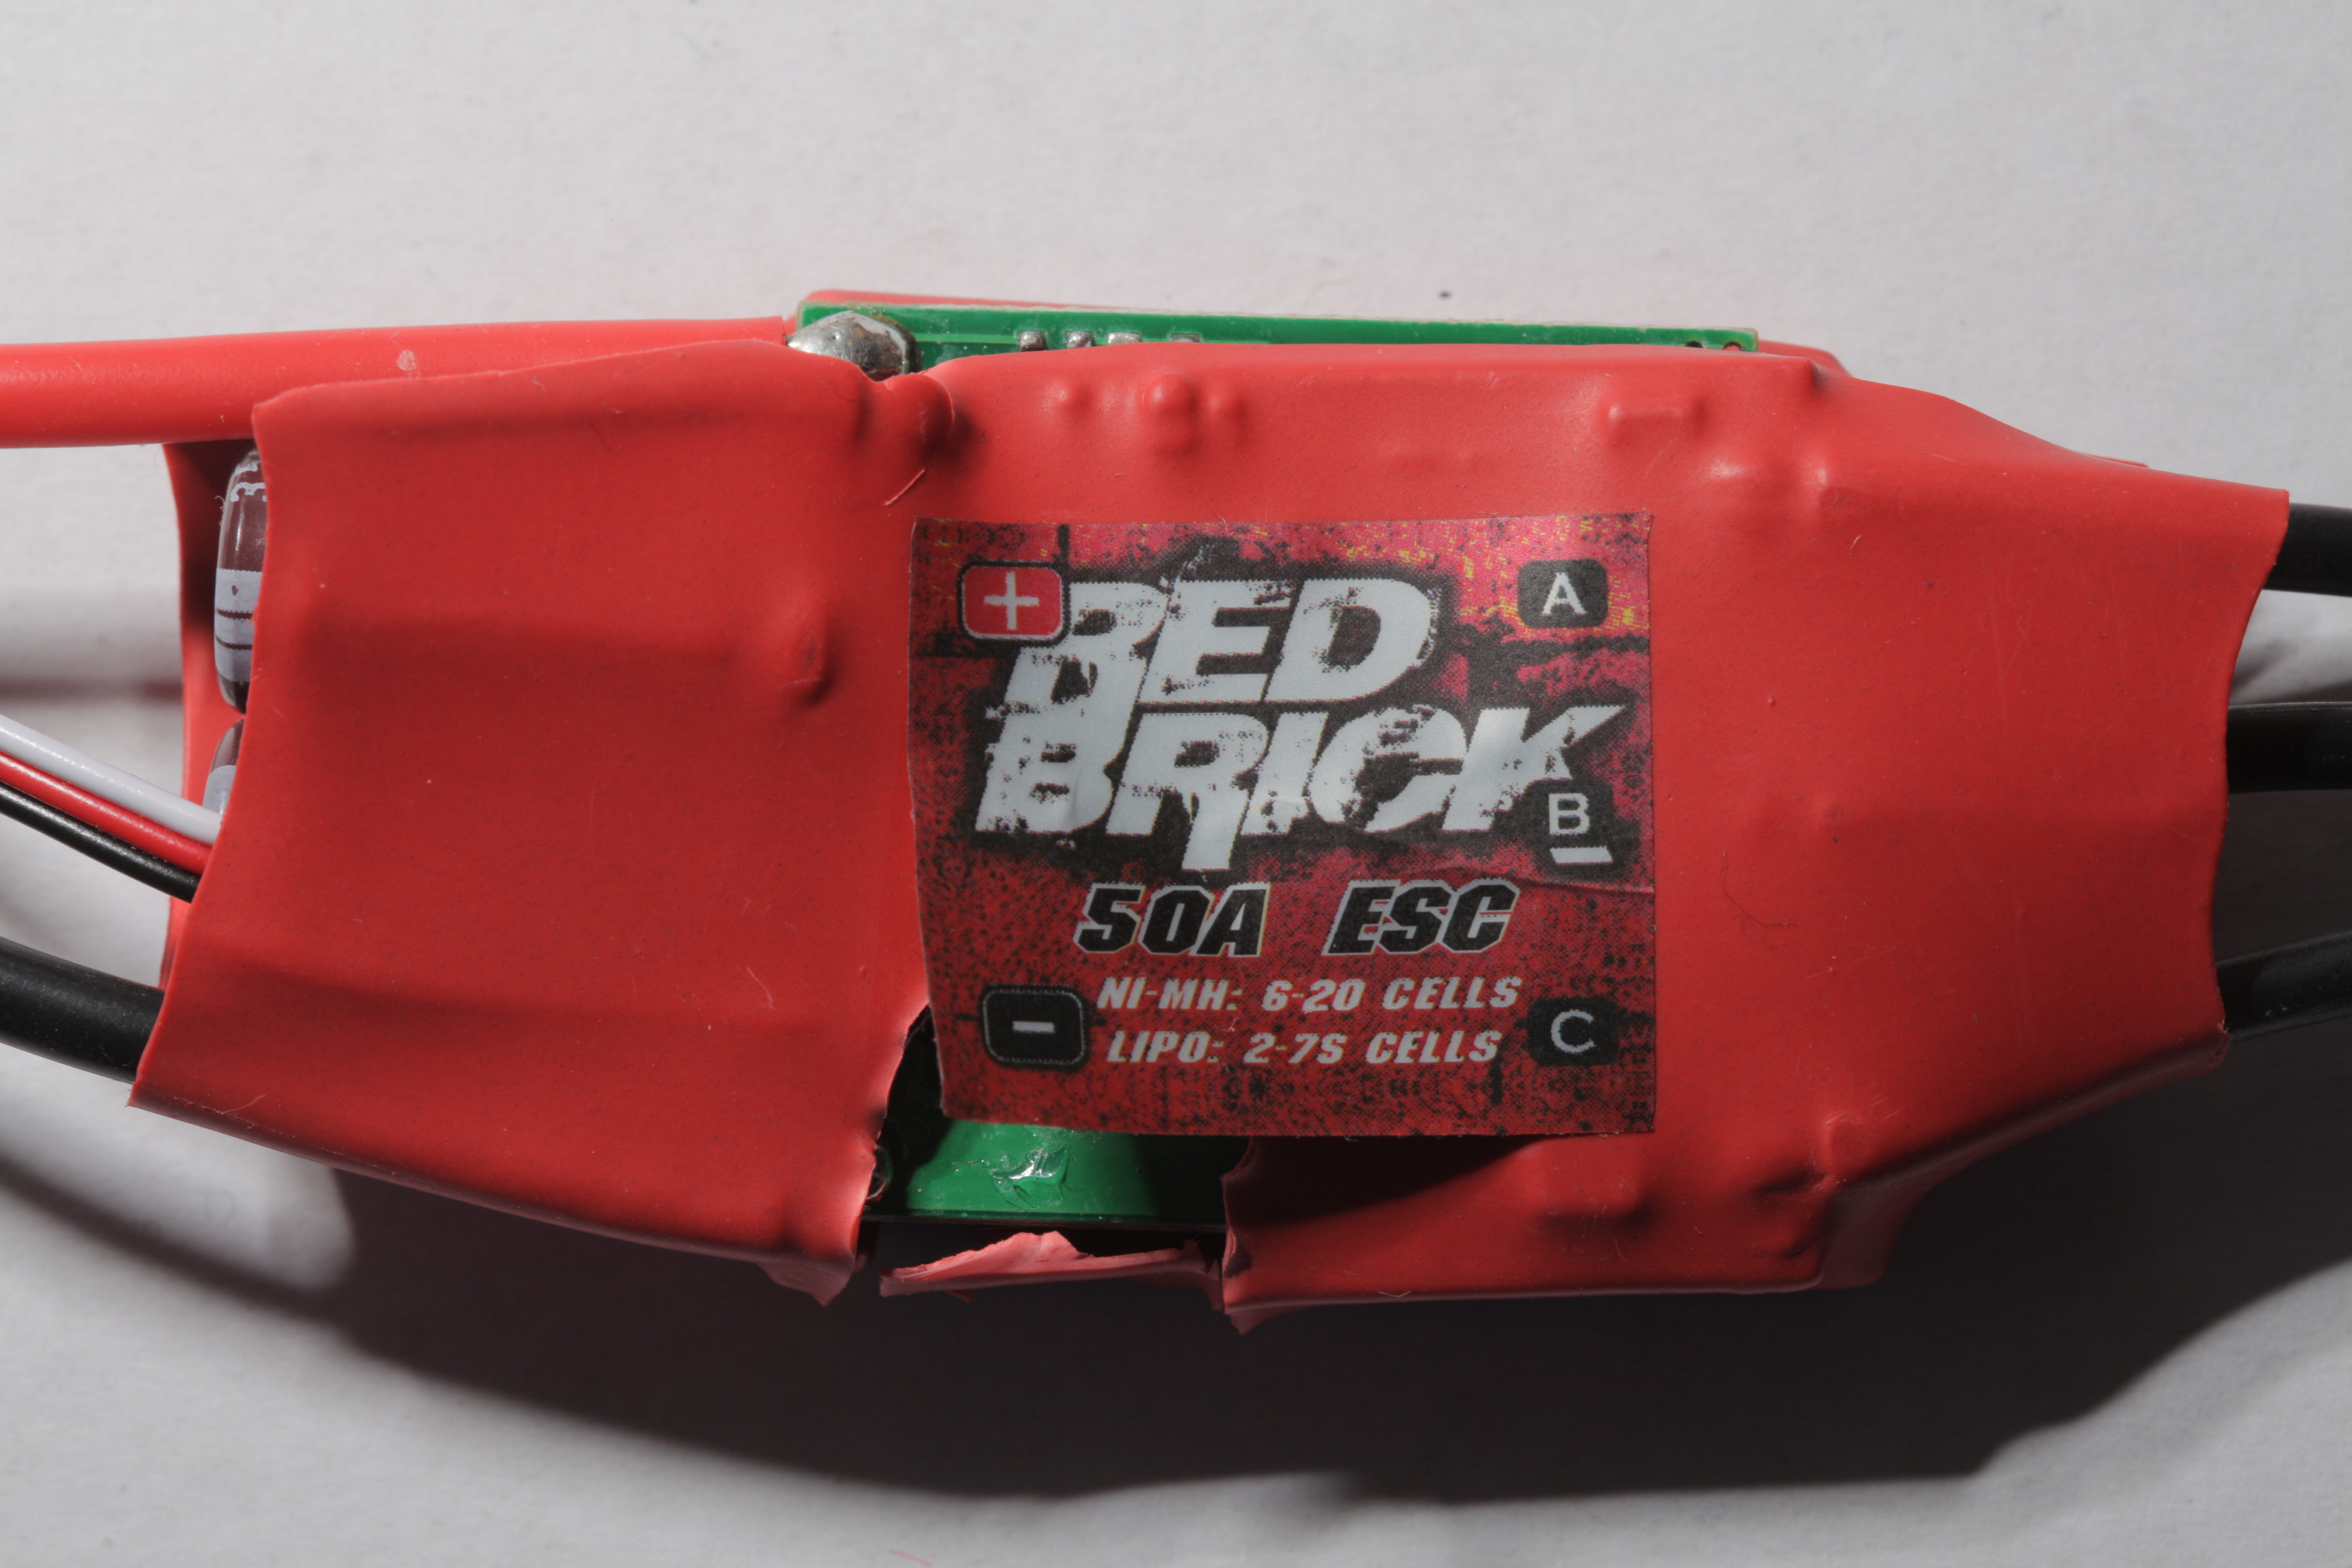 + RED A
BRICK
B
50A ESC
NI-MH: 6-20 CELLS
- LIPO: 2-7S CELLS C